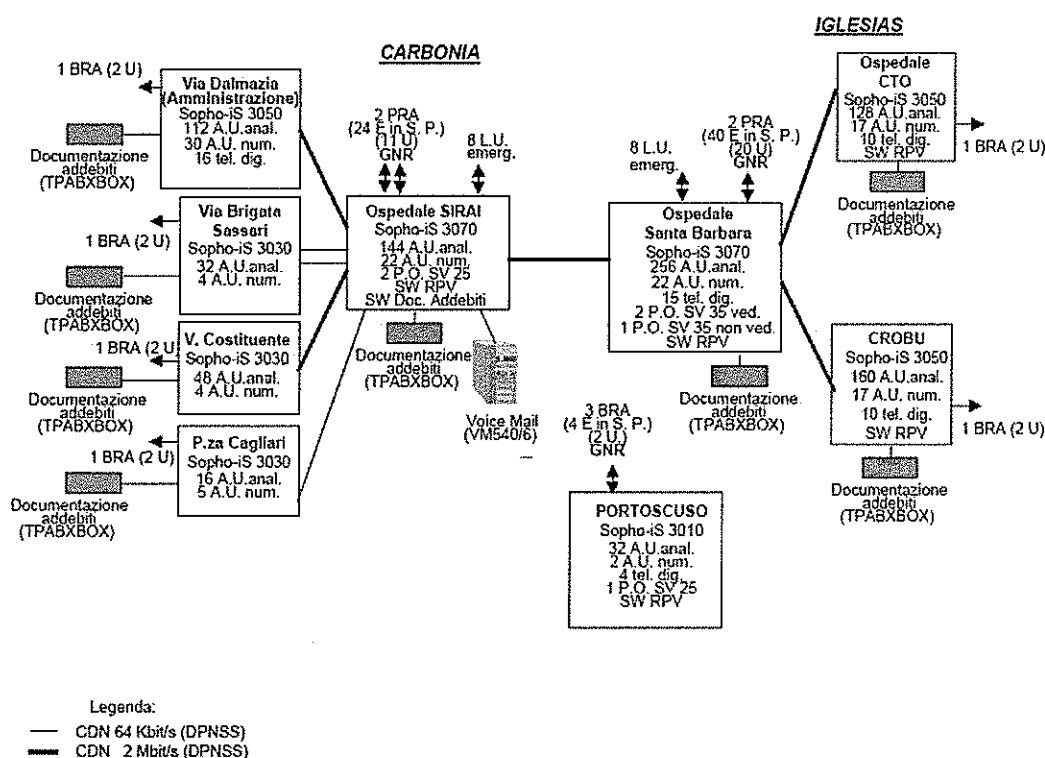 CARBONIA
IGLESIAS
1 BRA (2 U)
Via Dalmazia
(Amministrazione)
Sopho-iS 3050
112 A.U.anal.
30 A.U. num.
16 tel. dig.
Documentazione
addebiti
(TPABXBOX)
1 BRA (2 U)
Via Brigata
Sassari
Sopho-iS 3030
32 A.U.anal.
4 A.U. num.
Documentazione
addebiti
(TPABXBOX)
1 BRA (2 U)
V. Costituente
Sopho-iS 3030
48 A.U.anal.
4 A.U. num.
Documentazione
addebiti
(TPABXBOX)
1 BRA (2 U)
P.za Cagliari
Sopho-iS 3030
16 A.U.anal.
5 A.U. num.
Documentazione
addebiti
(TPABXBOX)
2 PRA
(24 E in S. P.)
(11 U)
GNR
8 L.U.
emerg.
Ospedale SIRAI
Sopho-iS 3070
144 A.U.anal.
22 A.U. num.
2 P.O. SV 25
SW RPV
SW Doc. Addebiti
Documentazione
addebiti
(TPABXBOX)
Voice Mail
(VM540/6)
8 L.U.
emerg.
2 PRA
(40 E in S. P.)
(20 U)
GNR
Ospedale
Santa Barbara
Sopho-iS 3070
256 A.U.anal.
22 A.U. num.
15 tel. dig.
2 P.O. SV 35 ved.
1 P.O. SV 35 non ved.
SW RPV
Documentazione
addebiti
(TPABXBOX)
3 BRA
(4 E in S. P.)
(2 U.)
GNR
PORTOSCUSO
Sopho-iS 3010
32 A.U.anal.
2 A.U. num.
4 tel. dig.
1 P.O. SV 25
SW RPV
Ospedale
CTO
Sopho-iS 3050
128 A.U.anal.
17 A.U. num.
10 tel. dig.
SW RPV
1 BRA (2 U)
Documentazione
addebiti
(TPABXBOX)
CROBU
Sopho-iS 3050
160 A.U.anal.
17 A.U. num.
10 tel. dig.
SW RPV
1 BRA (2 U)
Documentazione
addebiti
(TPABXBOX)
Legenda:
CDN 64 Kbit/s (DPNSS)
CDN 2 Mbit/s (DPNSS)